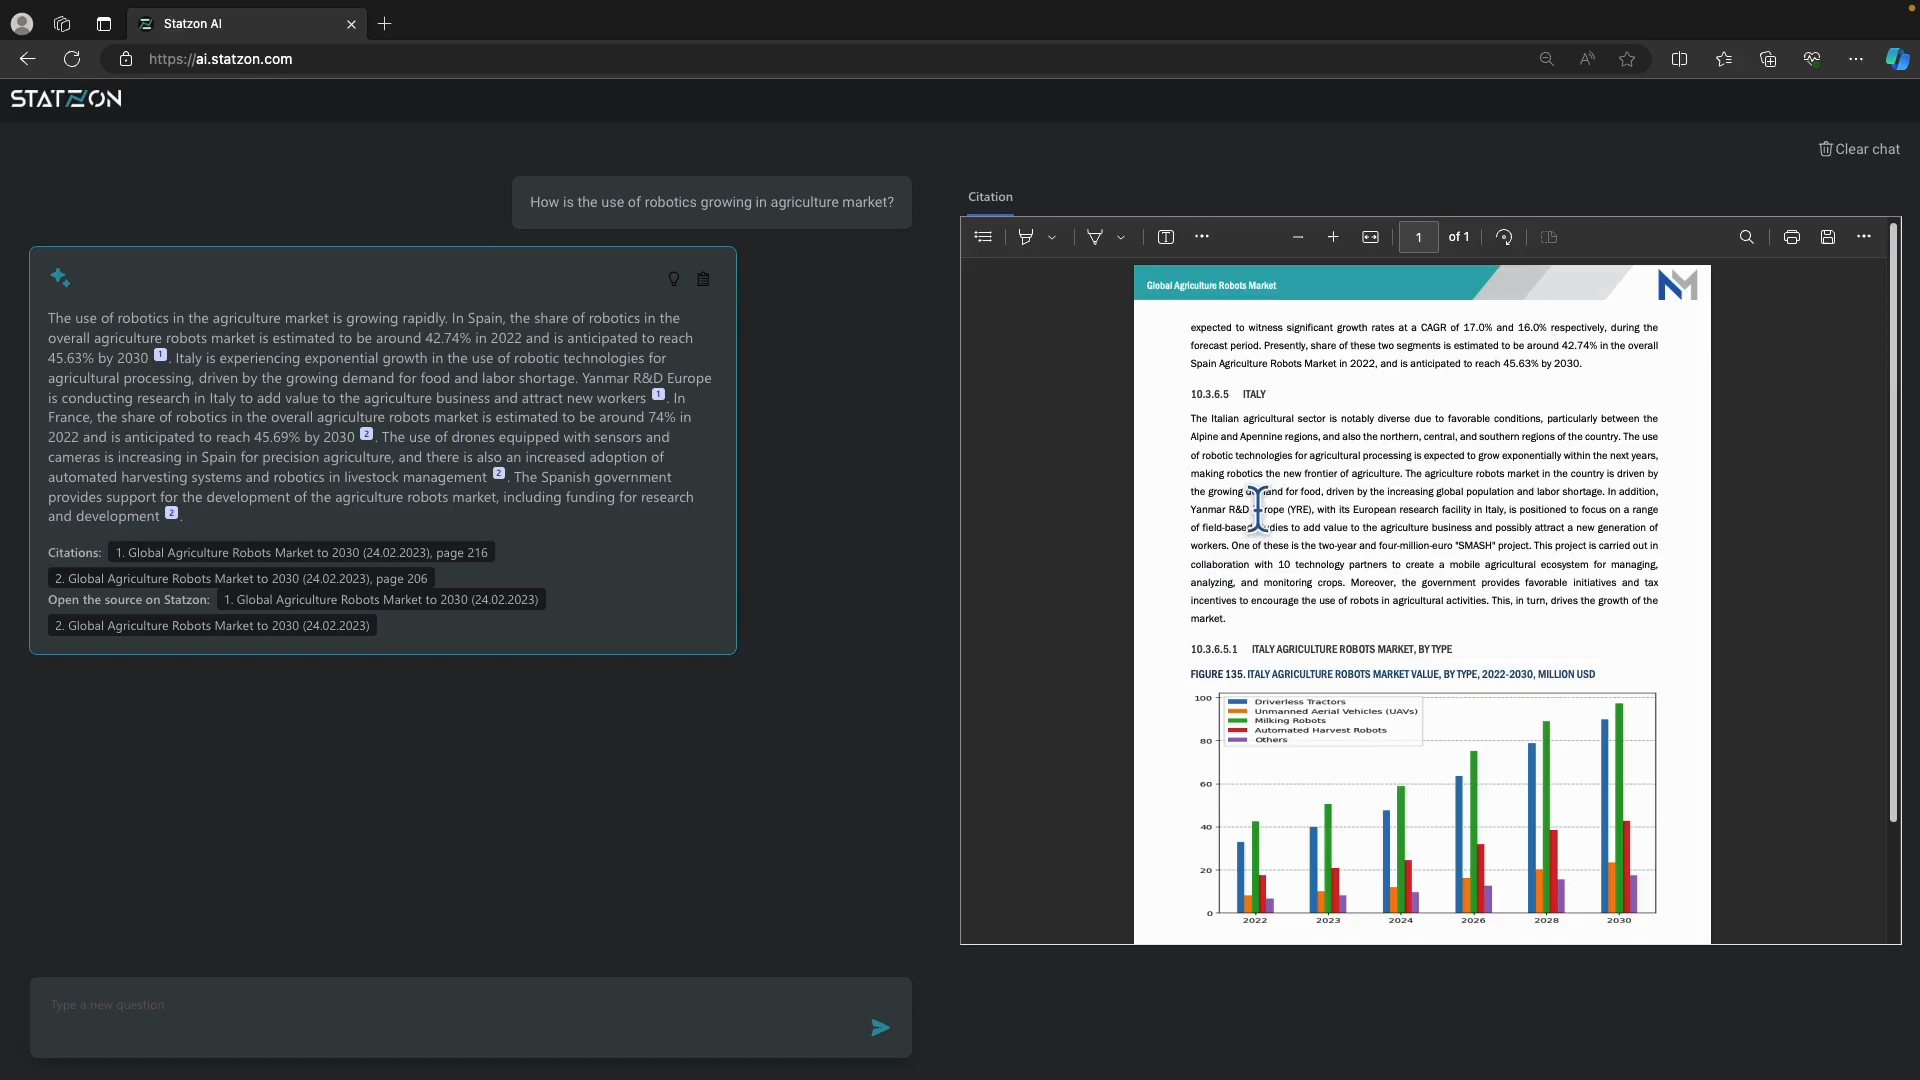 Statzon AI
https://ai.statzon.com
STATZON
Clear chat
How is the use of robotics growing in agriculture market?
The use of robotics in the agriculture market is growing rapidly. In Spain, the share of robotics in the
overall agriculture robots market is estimated to be around 42.74% in 2022 and is anticipated to reach
45.63% by 2030 1 . Italy is experiencing exponential growth in the use of robotic technologies for
agricultural processing, driven by the growing demand for food and labor shortage. Yanmar R&D Europe
is conducting research in Italy to add value to the agriculture business and attract new workers 1 . In
France, the share of robotics in the overall agriculture robots market is estimated to be around 74% in
2022 and is anticipated to reach 45.69% by 2030 2 . The use of drones equipped with sensors and
cameras is increasing in Spain for precision agriculture, and there is also an increased adoption of
automated harvesting systems and robotics in livestock management 2 . The Spanish government
provides support for the development of the agriculture robots market, including funding for research
and development 2 .
Citations: 1. Global Agriculture Robots Market to 2030 (24.02.2023), page 216
2. Global Agriculture Robots Market to 2030 (24.02.2023), page 206
Open the source on Statzon: 1. Global Agriculture Robots Market to 2030 (24.02.2023)
2. Global Agriculture Robots Market to 2030 (24.02.2023)
Type a new question
Citation
1 of 1
Global Agriculture Robots Market
expected to witness significant growth rates at a CAGR of 17.0% and 16.0% respectively, during the
forecast period. Presently, share of these two segments is estimated to be around 42.74% in the overall
Spain Agriculture Robots Market in 2022, and is anticipated to reach 45.63% by 2030.
10.3.6.5 ITALY
The Italian agricultural sector is notably diverse due to favorable conditions, particularly between the
Alpine and Apennine regions, and also the northern, central, and southern regions of the country. The use
of robotic technologies for agricultural processing is expected to grow exponentially within the next years,
making robotics the new frontier of agriculture. The agriculture robots market in the country is driven by
the growing demand for food, driven by the increasing global population and labor shortage. In addition,
Yanmar R&D Europe (YRE), with its European research facility in Italy, is positioned to focus on a range
of field-based studies to add value to the agriculture business and possibly attract a new generation of
workers. One of these is the two-year and four-million-euro "SMASH" project. This project is carried out in
collaboration with 10 technology partners to create a mobile agricultural ecosystem for managing,
analyzing, and monitoring crops. Moreover, the government provides favorable initiatives and tax
incentives to encourage the use of robots in agricultural activities. This, in turn, drives the growth of the
market.
10.3.6.5.1 ITALY AGRICULTURE ROBOTS MARKET, BY TYPE
FIGURE 135. ITALY AGRICULTURE ROBOTS MARKET VALUE, BY TYPE, 2022-2030, MILLION USD
Driverless Tractors
Unmanned Aerial Vehicles (UAVs)
Milking Robots
Automated Harvest Robots
Others
100
80
60
40
20
0
2022 2023 2024 2026 2028 2030